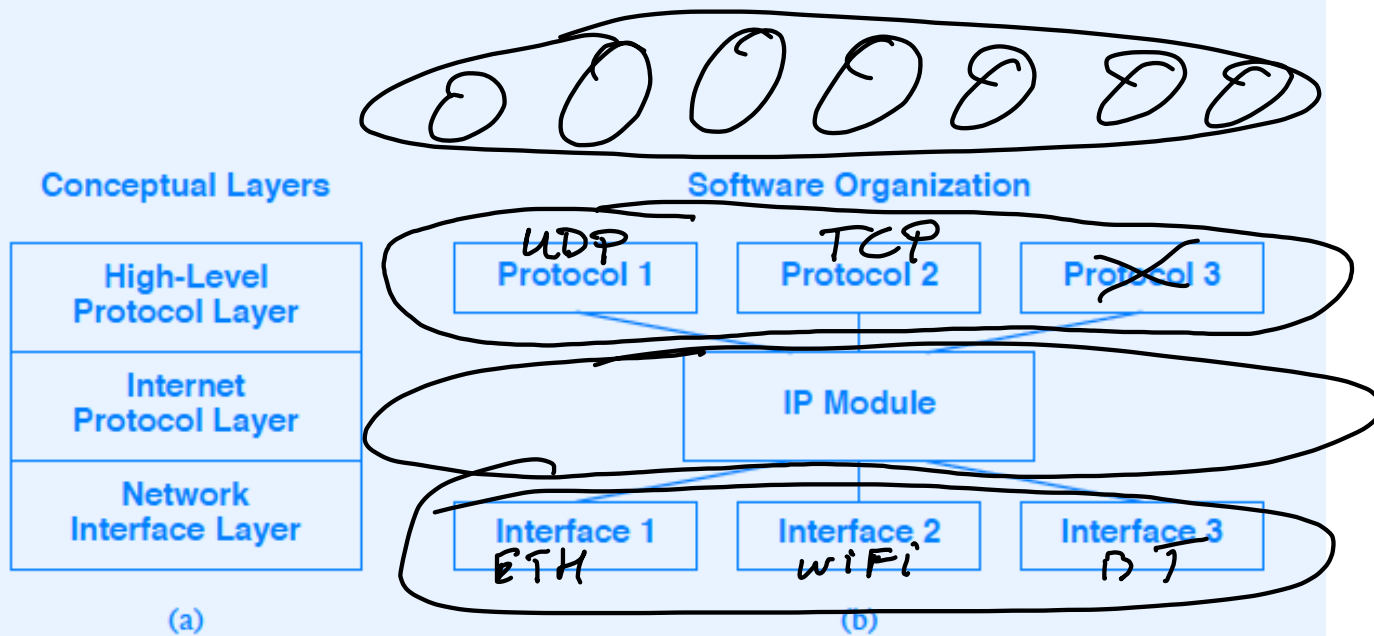 Conceptual Layers
Software Organization
High-Level
Protocol Layer
UDP
TCP
Protocol 1
Protocol 2
Protocol 3
Internet
Protocol Layer
IP Module
Network
Interface Layer
Interface 1
Interface 2
Interface 3
ETH
WiFi
BT
(a)
(b)